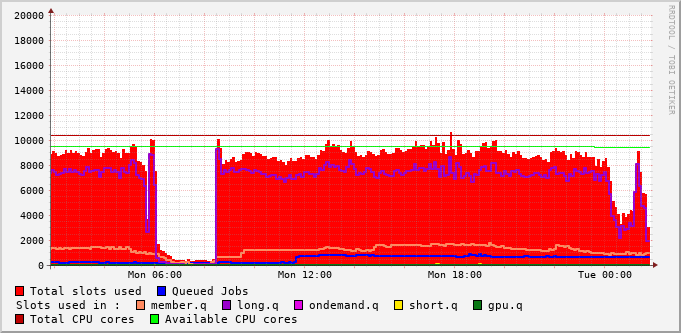 20000
18000
16000
14000
12000
10000
8000
6000
4000
2000
0
Mon 06:00 Mon 12:00 Mon 18:00 Tue 00:00
RRDTOOL / TOBI OETIKER
Total slots used Queued Jobs
Slots used in : member.q long.q ondemand.q short.q gpu.q
Total CPU cores Available CPU cores